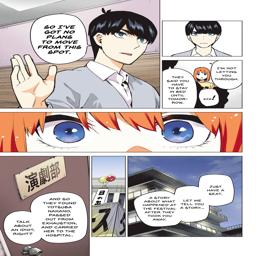 SO I'VE
GOT NO
PLANS
TO MOVE
FROM THIS
SPOT.
I'M NOT
LETTING
YOU
THROUGH.
THEY
SAID YOU
HAVE
TO STAY
IN BED
UNTIL
TOMOR-
ROW.
演劇部
TALK
ABOUT
AN IDIOT,
RIGHT?
AND SO
THEY FOUND
YOTSUBA
NAKANO,
PASSED OUT
FROM
EXHAUSTION,
AND CARRIED
HER TO THE
HOSPITAL.
JUST
HAVE A
SEAT.
LET ME
TELL YOU
A STORY...
A STORY
ABOUT WHAT
HAPPENED AT
THE FESTIVAL
AFTER THEY
TOOK YOU
AWAY.